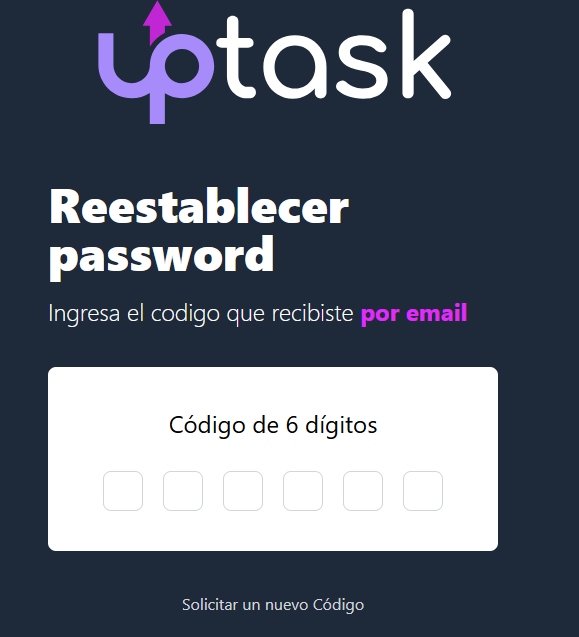 uptask
Reestablecer
password
Ingresa el codigo que recibiste por email
Código de 6 dígitos
Solicitar un nuevo Código